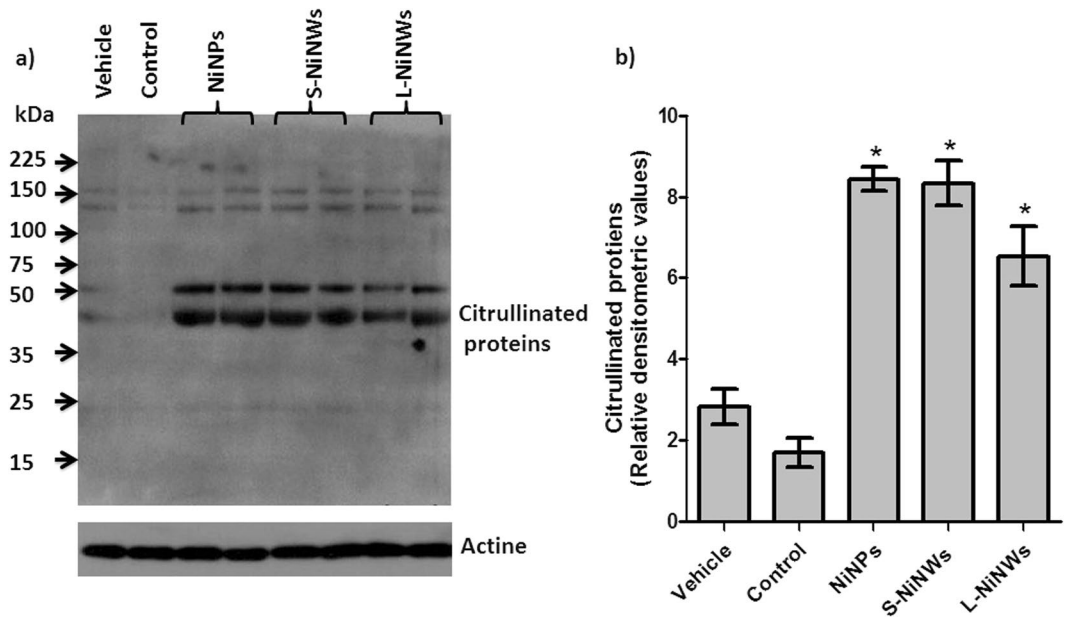 a)
Vehicle
Control
NiNPs
S-NiNWs
L-NiNWs
kDa
225
150
100
75
50
35
25
15
Citrullinated
proteins
Actine
b)
Citrullinated protiens
(Relative densitometric values)
10
8
6
4
2
0
*
*
*
Vehicle
Control
NiNPs
S-NiNWs
L-NiNWs